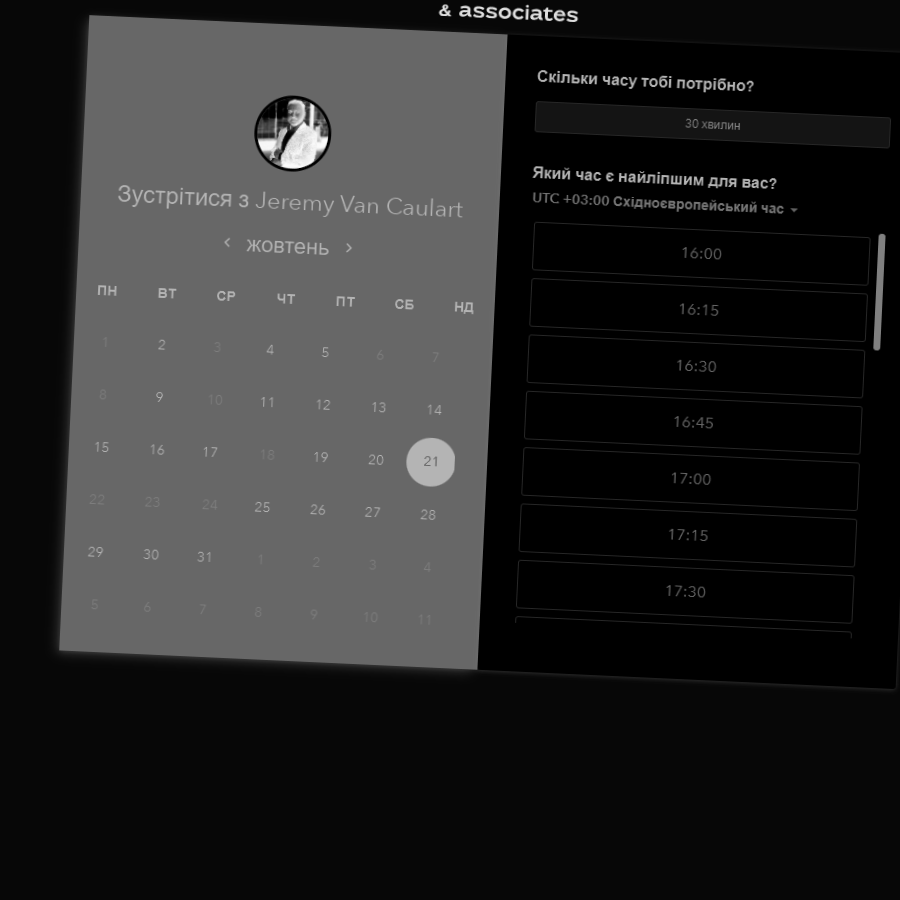 & associates
Зустрітися з Jeremy Van Caulart
жовтень
ПН ВТ СР ЧТ ПТ СБ НД
1 2 3 4 5 6 7
8 9 10 11 12 13 14
15 16 17 18 19 20 21
22 23 24 25 26 27 28
29 30 31 1 2 3 4
5 6 7 8 9 10 11
Скільки часу тобі потрібно?
30 хвилин
Який час є найліпшим для вас?
UTC +03:00 Східноєвропейський час
16:00
16:15
16:30
16:45
17:00
17:15
17:30